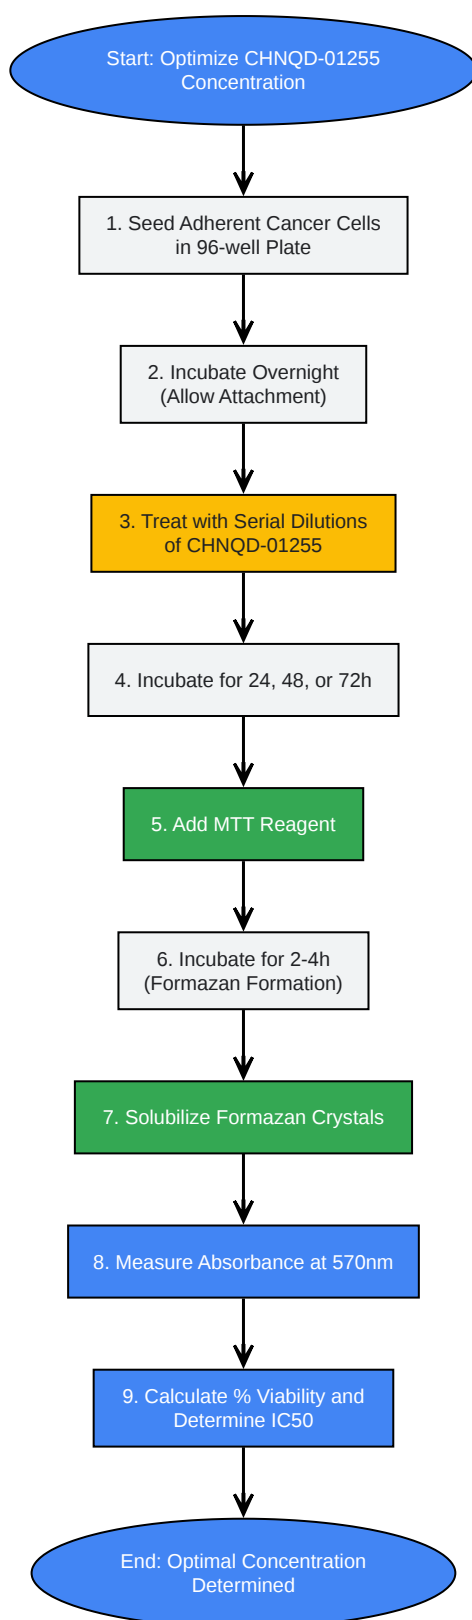 Start: Optimize CHNQD-01255
Concentration
1. Seed Adherent Cancer Cells
in 96-well Plate
2. Incubate Overnight
(Allow Attachment)
3. Treat with Serial Dilutions
of CHNQD-01255
4. Incubate for 24, 48, or 72h
5. Add MTT Reagent
6. Incubate for 2-4h
(Formazan Formation)
7. Solubilize Formazan Crystals
8. Measure Absorbance at 570nm
9. Calculate % Viability and
Determine IC50
End: Optimal Concentration
Determined